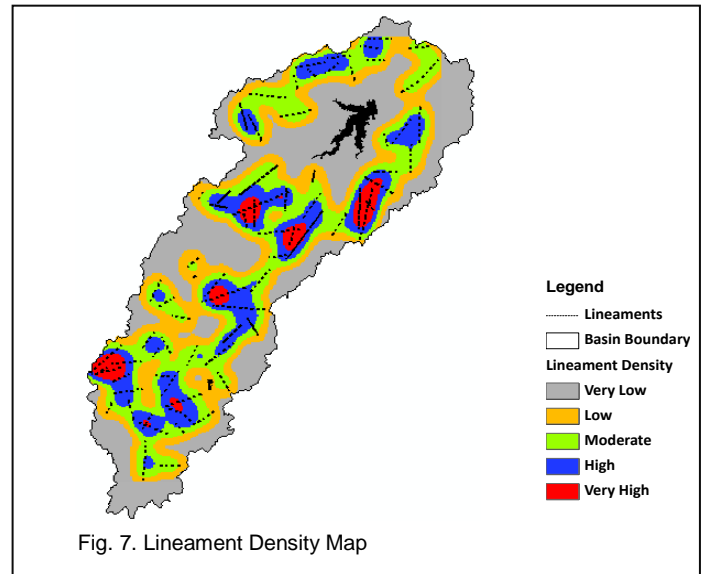 Legend
Lineaments
Basin Boundary
Lineament Density
Very Low
Low
Moderate
High
Very High
Fig. 7. Lineament Density Map